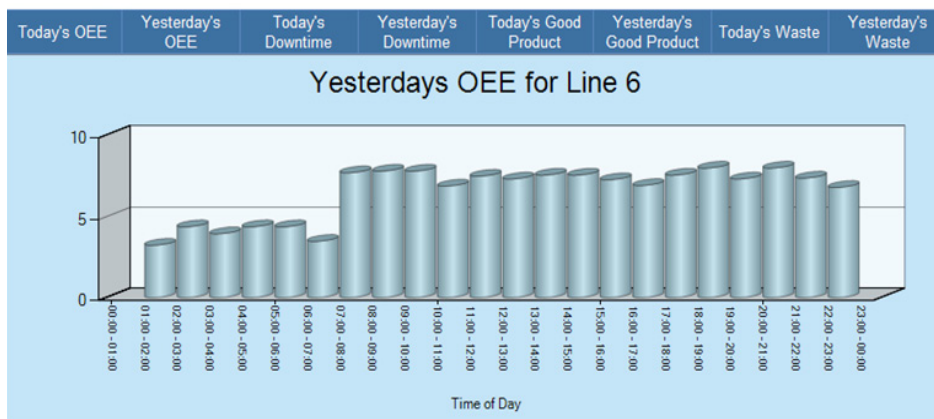 Today's OEE
Yesterday's
OEE
Today's
Downtime
Yesterday's
Downtime
Today's Good
Product
Yesterday's
Good Product
Today's Waste
Yesterday's
Waste
Yesterdays OEE for Line 6
10
5
0
00:00 - 01:00
01:00 - 02:00
02:00 - 03:00
03:00 - 04:00
04:00 - 05:00
05:00 - 06:00
06:00 - 07:00
07:00 - 08:00
08:00 - 09:00
09:00 - 10:00
10:00 - 11:00
11:00 - 12:00
12:00 - 13:00
13:00 - 14:00
14:00 - 15:00
15:00 - 16:00
16:00 - 17:00
17:00 - 18:00
18:00 - 19:00
19:00 - 20:00
20:00 - 21:00
21:00 - 22:00
22:00 - 23:00
23:00 - 00:00
Time of Day